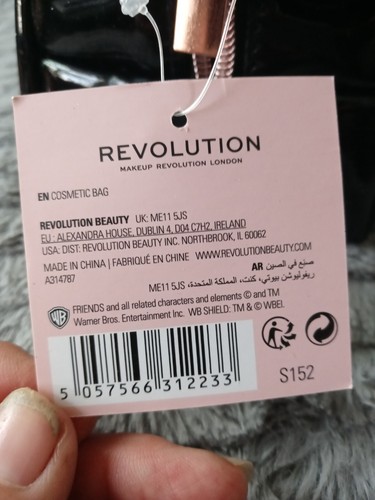 REVOLUTION
MAKEUP REVOLUTION LONDON
EN COSMETIC BAG
REVOLUTION BEAUTY UK: ME11 5JS
EU : ALEXANDRA HOUSE, DUBLIN 4, D04 C7H2, IRELAND
USA: DIST: REVOLUTION BEAUTY INC. NORTHBROOK, IL 60062
MADE IN CHINA | FABRIQUÉ EN CHINE WWW.REVOLUTIONBEAUTY.COM
A314787
AR صنع في الصين
ريفوليوشن بيوتي، كنت، المملكة المتحدة، ME11 5JS
WB
FRIENDS and all related characters and elements © and TM
Warner Bros. Entertainment Inc. WB SHIELD: TM & © WBEI.
5 057566 312233
S152